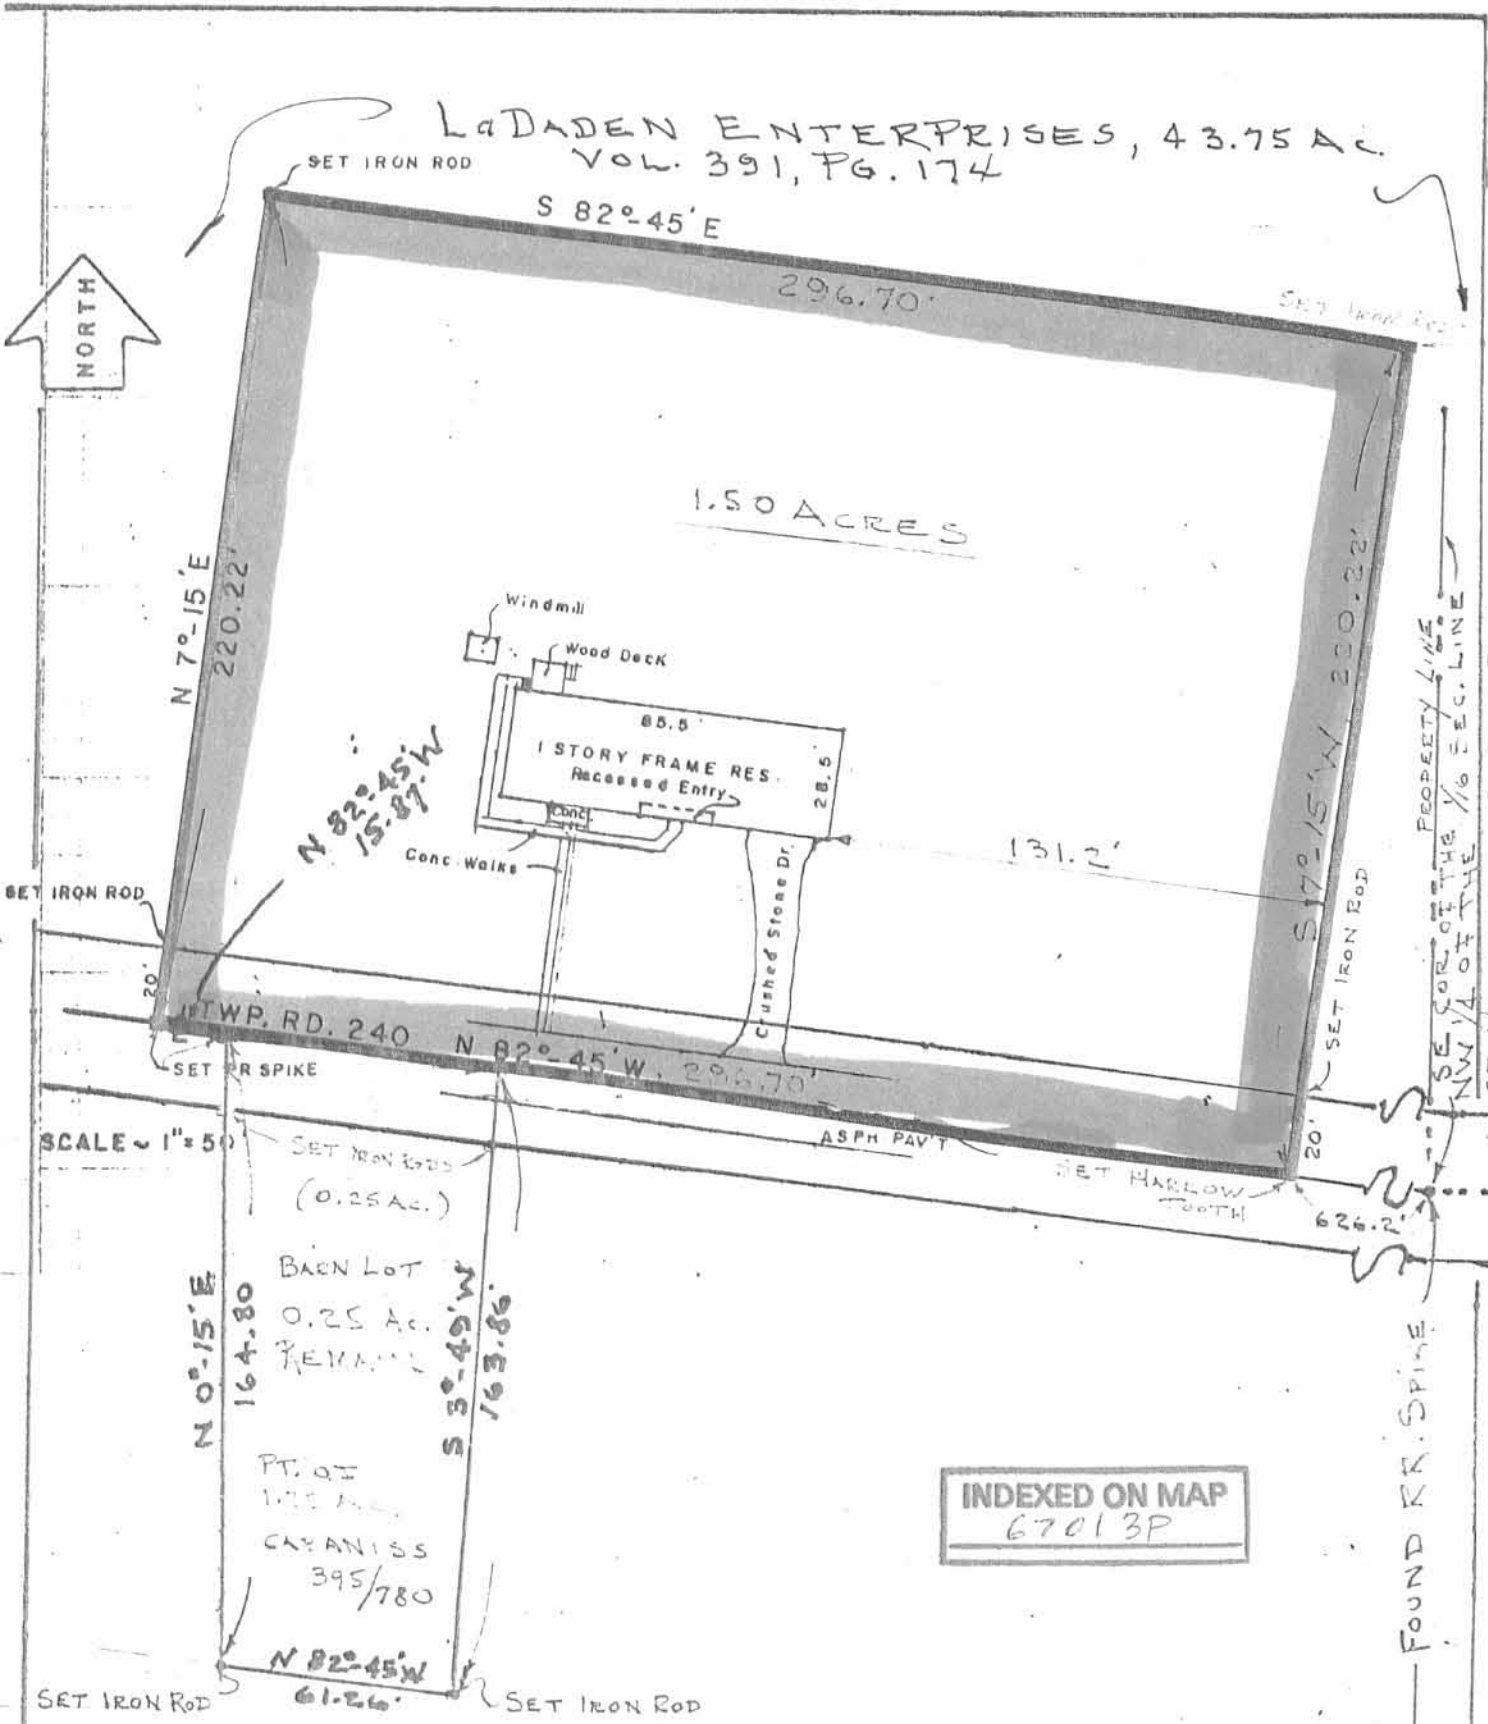 LaDADEN ENTERPRISES, 43.75 Ac.
VOL. 391, PG. 174
SET IRON ROD
S 82°-45' E
296.70'
SET IRON ROD
NORTH
1.50 ACRES
N 7°-15' E
220.22'
Windmill
Wood Deck
85.5'
1 STORY FRAME RES.
Recessed Entry
28.5'
Conc.
Conc. Walks
N 82°-45' W
15.87'
131.2'
Crushed Stone Dr.
S 7°-15' W 220.22'
SET IRON ROD
PROPERTY LINE
SE COR OF THE
NW 1/4 OF THE 1/16 SEC. LINE
SET IRON ROD
20'
TWP. RD. 240
N 82°-45' W. 296.70'
SET RR SPIKE
SCALE ~ 1"=50'
SET IRON RODS
(0.25 Ac.)
ASPH PAV'T
SET HARROW
TOOTH
20'
626.2'
BARN LOT
0.25 Ac.
N 0°-15' E
164.80
S 5°-49' W
163.86'
PT. OF
395/780
N 82°-45' W
61.26'
SET IRON ROD
SET IRON ROD
INDEXED ON MAP
67013P
FOUND RR. SPIKE